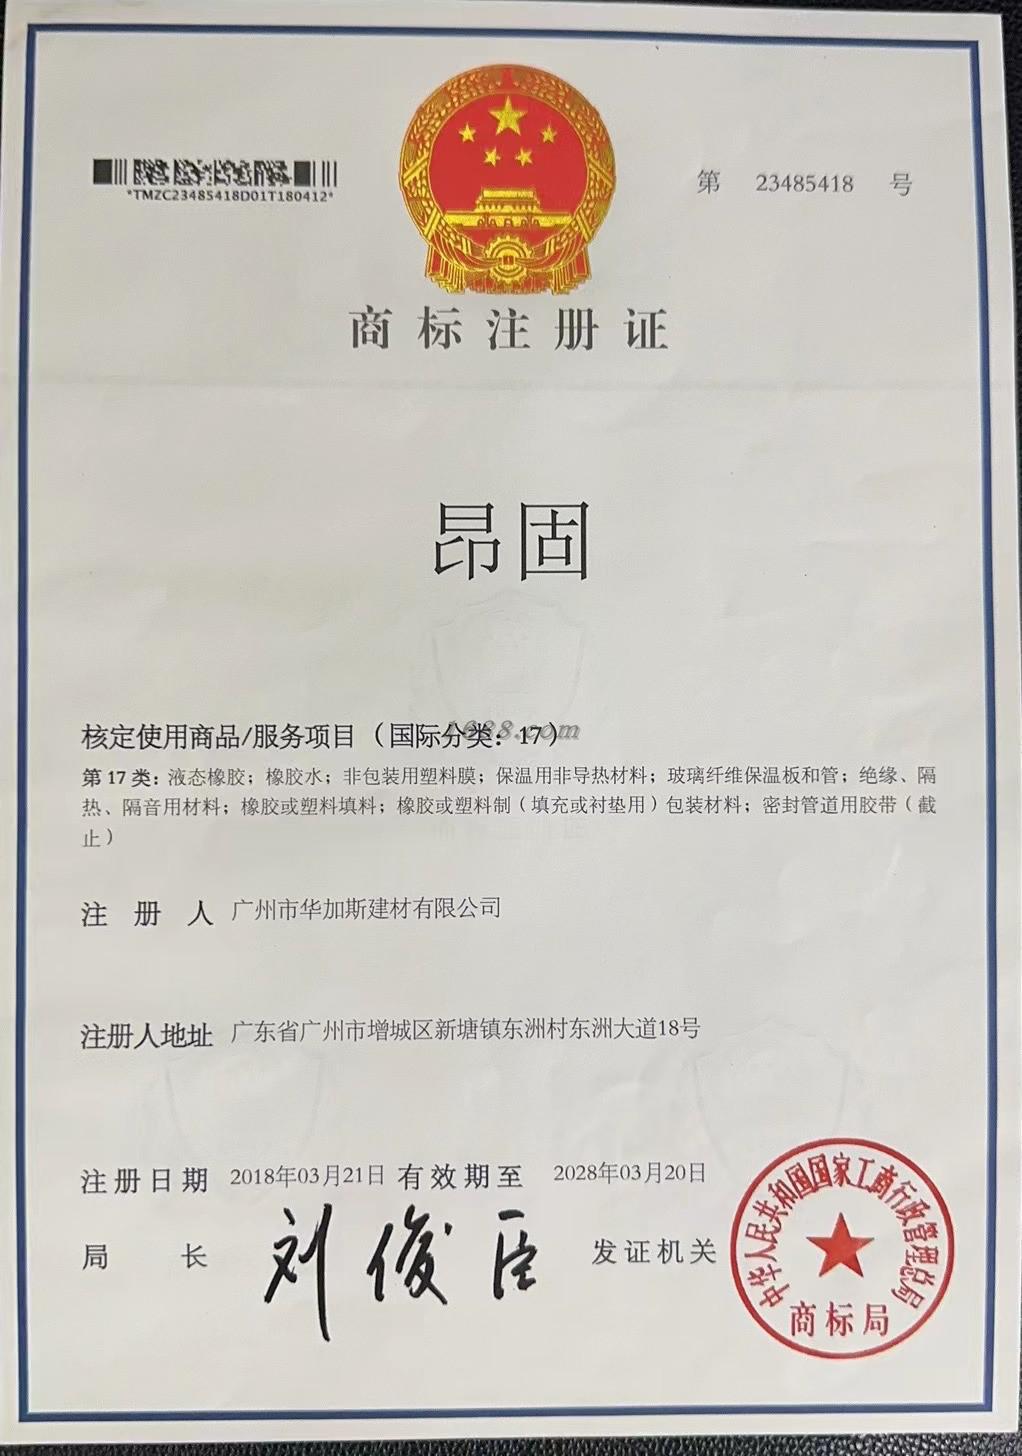 *TMZC23485418D01T180412*
第 23485418 号
商标注册证
昂固
1688.com
核定使用商品/服务项目（国际分类：17）
第 17 类：液态橡胶；橡胶水；非包装用塑料膜；保温用非导热材料；玻璃纤维保温板和管；绝缘、隔
热、隔音用材料；橡胶或塑料填料；橡胶或塑料制（填充或衬垫用）包装材料；密封管道用胶带（截
止）
注册人 广州市华加斯建材有限公司
注册人地址 广东省广州市增城区新塘镇东洲村东洲大道18号
注册日期 2018年03月21日 有效期至 2028年03月20日
局长 刘俊臣 发证机关
中华人民共和国国家工商行政管理总局
商标局